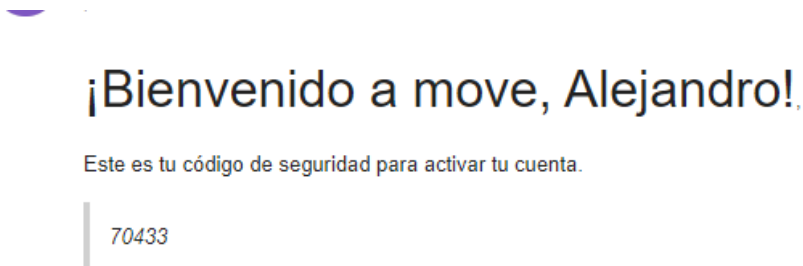 ¡Bienvenido a move, Alejandro!,
Este es tu código de seguridad para activar tu cuenta.
70433